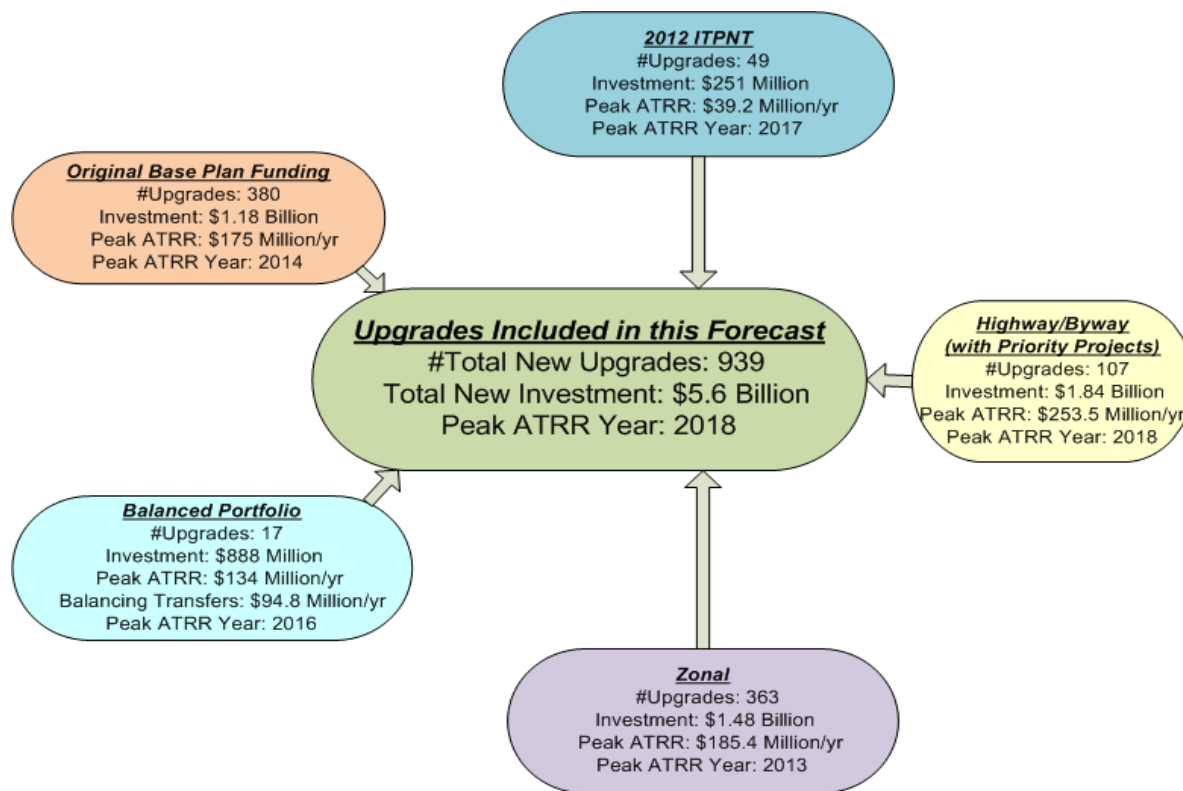 2012 ITPNT
#Upgrades: 49
Investment: $251 Million
Peak ATRR: $39.2 Million/yr
Peak ATRR Year: 2017
Original Base Plan Funding
#Upgrades: 380
Investment: $1.18 Billion
Peak ATRR: $175 Million/yr
Peak ATRR Year: 2014
Upgrades Included in this Forecast
#Total New Upgrades: 939
Total New Investment: $5.6 Billion
Peak ATRR Year: 2018
Highway/Byway
(with Priority Projects)
#Upgrades: 107
Investment: $1.84 Billion
Peak ATRR: $253.5 Million/yr
Peak ATRR Year: 2018
Balanced Portfolio
#Upgrades: 17
Investment: $888 Million
Peak ATRR: $134 Million/yr
Balancing Transfers: $94.8 Million/yr
Peak ATRR Year: 2016
Zonal
#Upgrades: 363
Investment: $1.48 Billion
Peak ATRR: $185.4 Million/yr
Peak ATRR Year: 2013